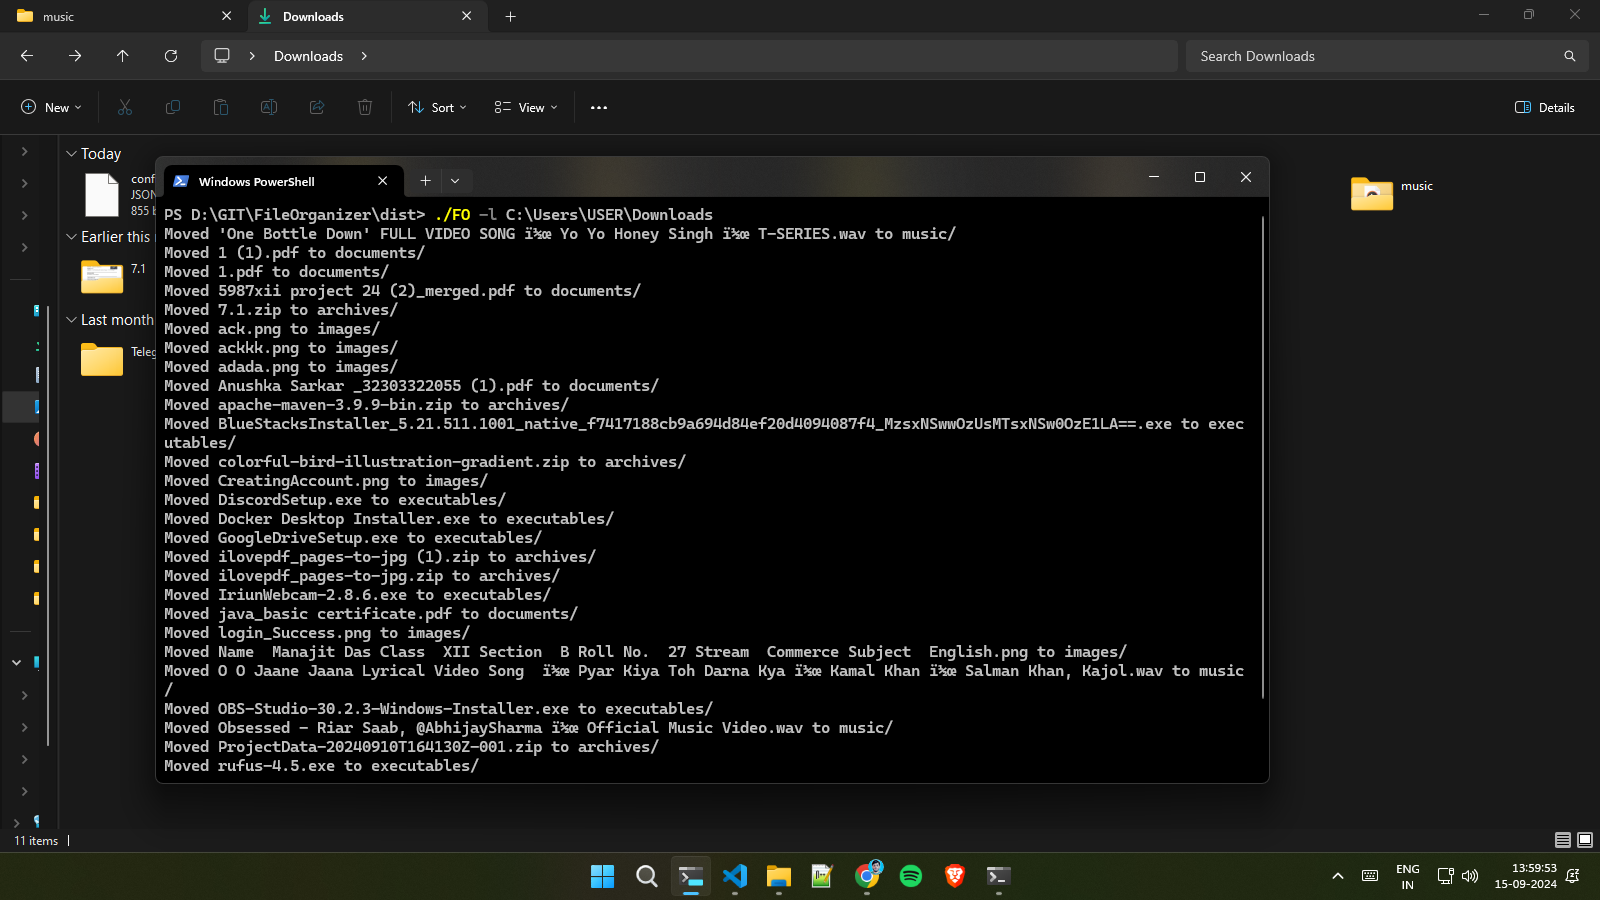 music
Downloads
Downloads
Search Downloads
New
Sort
View
Details
Today
conf
JSON
855 b
Earlier this
7.1
Last month
Teleg
music
Windows PowerShell
PS D:\GIT\FileOrganizer\dist> ./FO -l C:\Users\USER\Downloads
Moved 'One Bottle Down' FULL VIDEO SONG ï½œ Yo Yo Honey Singh ï½œ T-SERIES.wav to music/
Moved 1 (1).pdf to documents/
Moved 1.pdf to documents/
Moved 5987xii project 24 (2)_merged.pdf to documents/
Moved 7.1.zip to archives/
Moved ack.png to images/
Moved ackkk.png to images/
Moved adada.png to images/
Moved Anushka Sarkar _32303322055 (1).pdf to documents/
Moved apache-maven-3.9.9-bin.zip to archives/
Moved BlueStacksInstaller_5.21.511.1001_native_f7417188cb9a694d84ef20d4094087f4_MzsxNSwwOzUsMTsxNSw0OzE1LA==.exe to exec
utables/
Moved colorful-bird-illustration-gradient.zip to archives/
Moved CreatingAccount.png to images/
Moved DiscordSetup.exe to executables/
Moved Docker Desktop Installer.exe to executables/
Moved GoogleDriveSetup.exe to executables/
Moved ilovepdf_pages-to-jpg (1).zip to archives/
Moved ilovepdf_pages-to-jpg.zip to archives/
Moved IriunWebcam-2.8.6.exe to executables/
Moved java_basic certificate.pdf to documents/
Moved login_Success.png to images/
Moved Name  Manajit Das Class  XII Section  B Roll No.  27 Stream  Commerce Subject  English.png to images/
Moved O O Jaane Jaana Lyrical Video Song  ï½œ Pyar Kiya Toh Darna Kya ï½œ Kamal Khan ï½œ Salman Khan, Kajol.wav to music
/
Moved OBS-Studio-30.2.3-Windows-Installer.exe to executables/
Moved Obsessed - Riar Saab, @AbhijaySharma ï½œ Official Music Video.wav to music/
Moved ProjectData-20240910T164130Z-001.zip to archives/
Moved rufus-4.5.exe to executables/
11 items
ENG
IN
13:59:53
15-09-2024